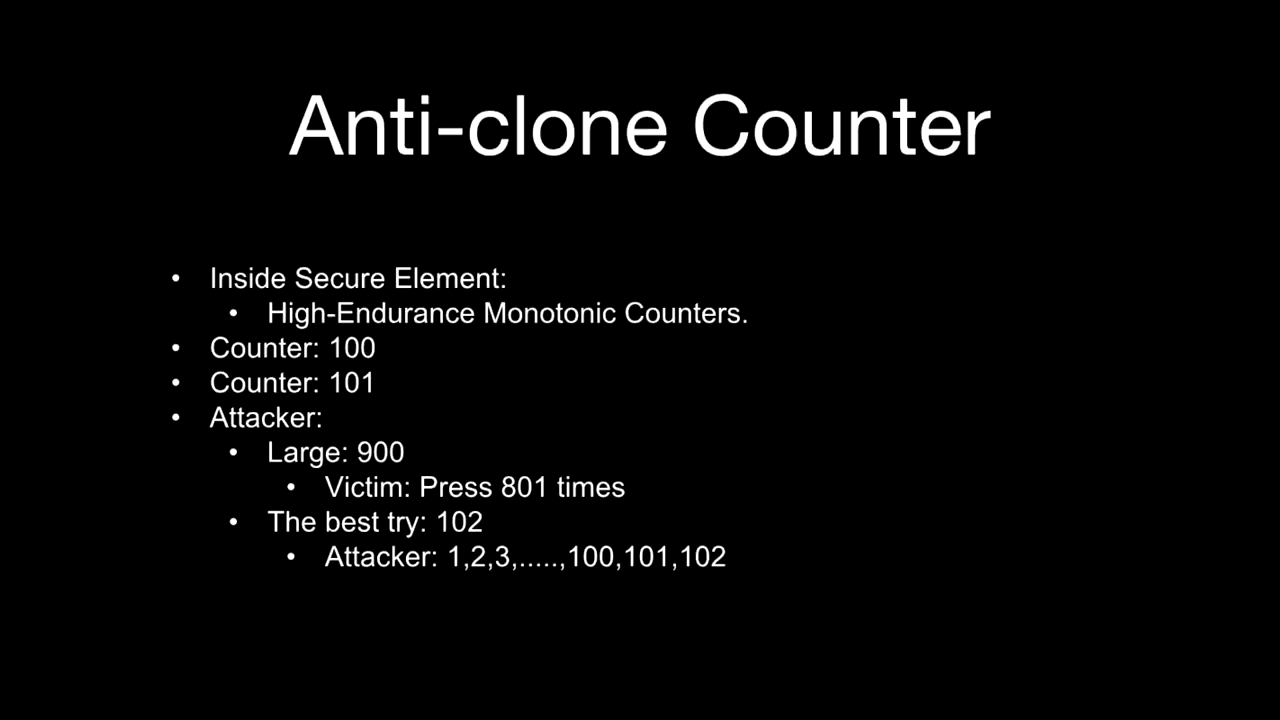 Anti-clone Counter
• Inside Secure Element:
• High-Endurance Monotonic Counters.
• Counter: 100
• Counter: 101
• Attacker:
• Large: 900
• Victim: Press 801 times
• The best try: 102
• Attacker: 1,2,3,.....,100,101,102